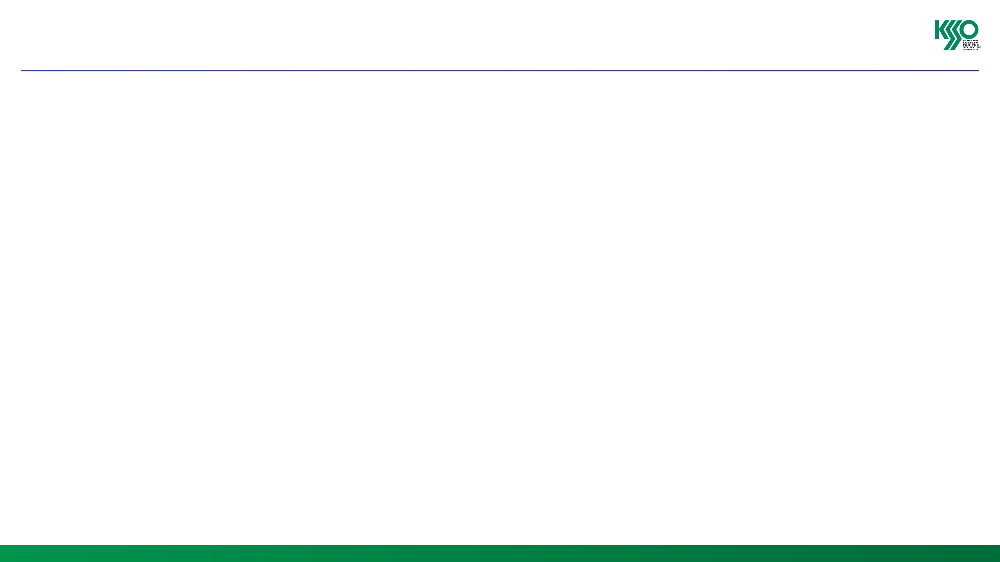 KSSO
KOREAN
SOCIETY
FOR THE
STUDY OF
OBESITY